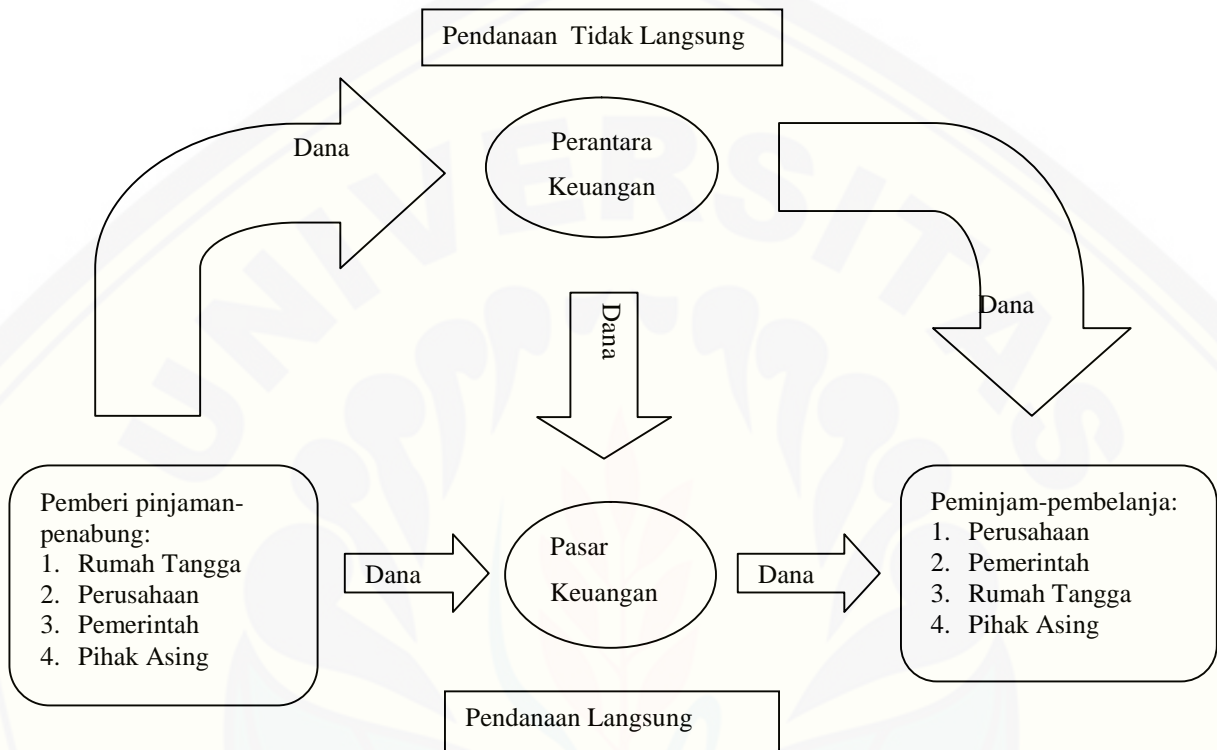 Pendanaan Tidak Langsung
Dana
Perantara
Keuangan
Dana
Dana
Pemberi pinjaman-
penabung:
1. Rumah Tangga
2. Perusahaan
3. Pemerintah
4. Pihak Asing
Dana
Pasar
Keuangan
Dana
Peminjam-pembelanja:
1. Perusahaan
2. Pemerintah
3. Rumah Tangga
4. Pihak Asing
Pendanaan Langsung
UNIVERSITAS